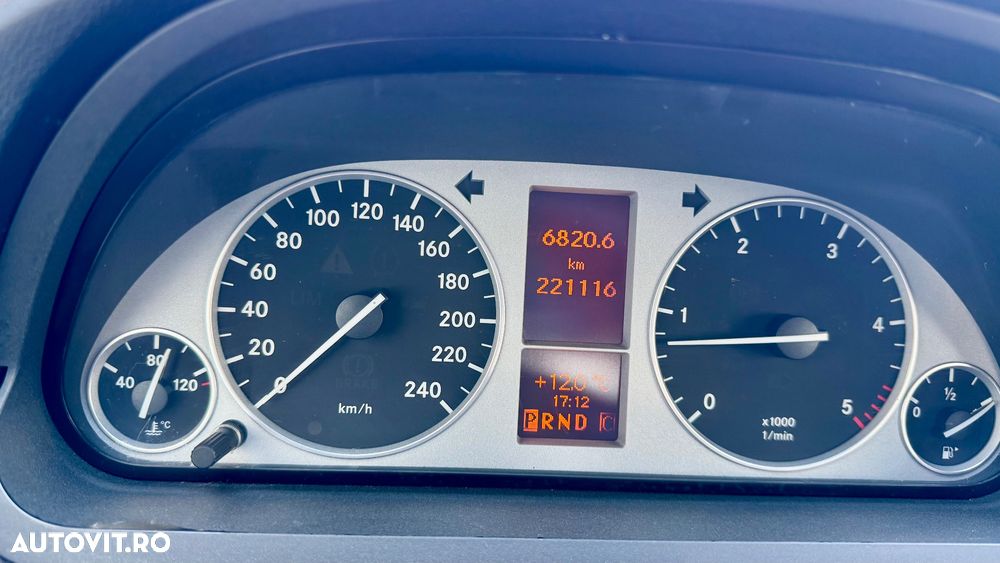 0 20 40 60 80 100 120 140 160 180 200 220 240
km/h
40 80 120
°C
6820.6
km
221116
+12.0 °C
17:12
PRND C
0 1 2 3 4 5
x1000
1/min
0 ½
AUTOVIT.RO